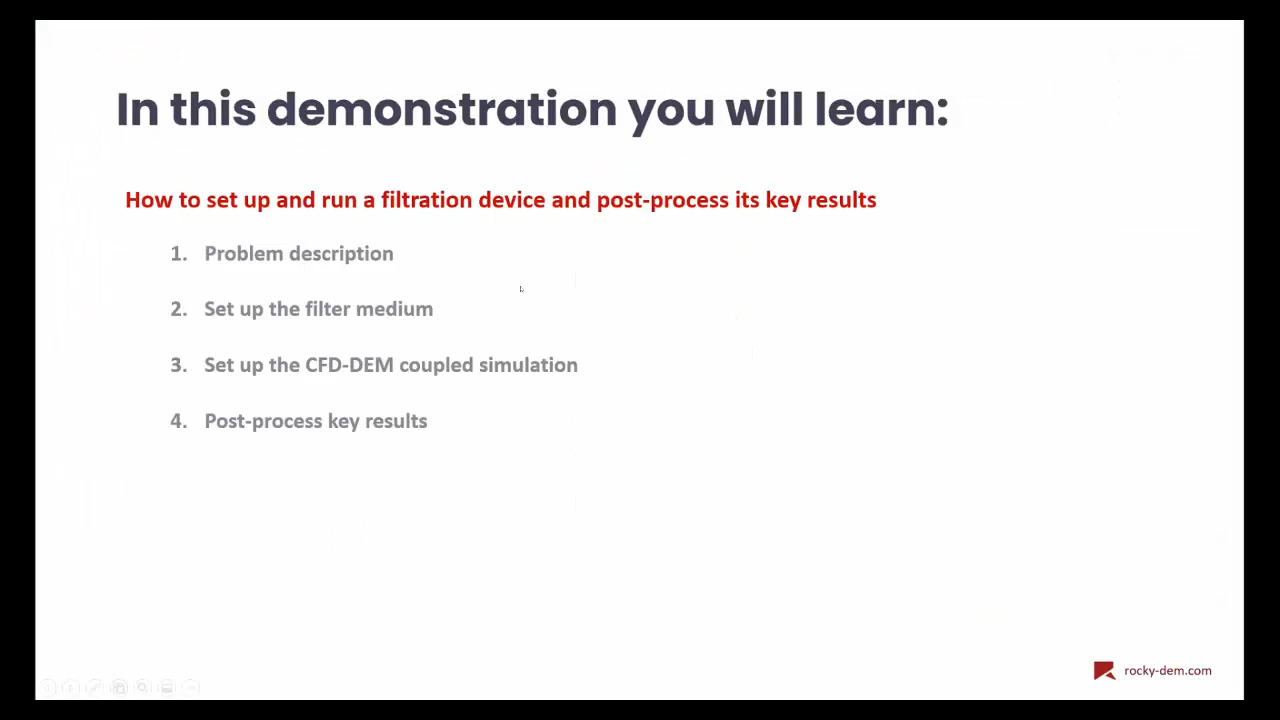 In this demonstration you will learn:
How to set up and run a filtration device and post-process its key results
1. Problem description
2. Set up the filter medium
3. Set up the CFD-DEM coupled simulation
4. Post-process key results
rocky-dem.com